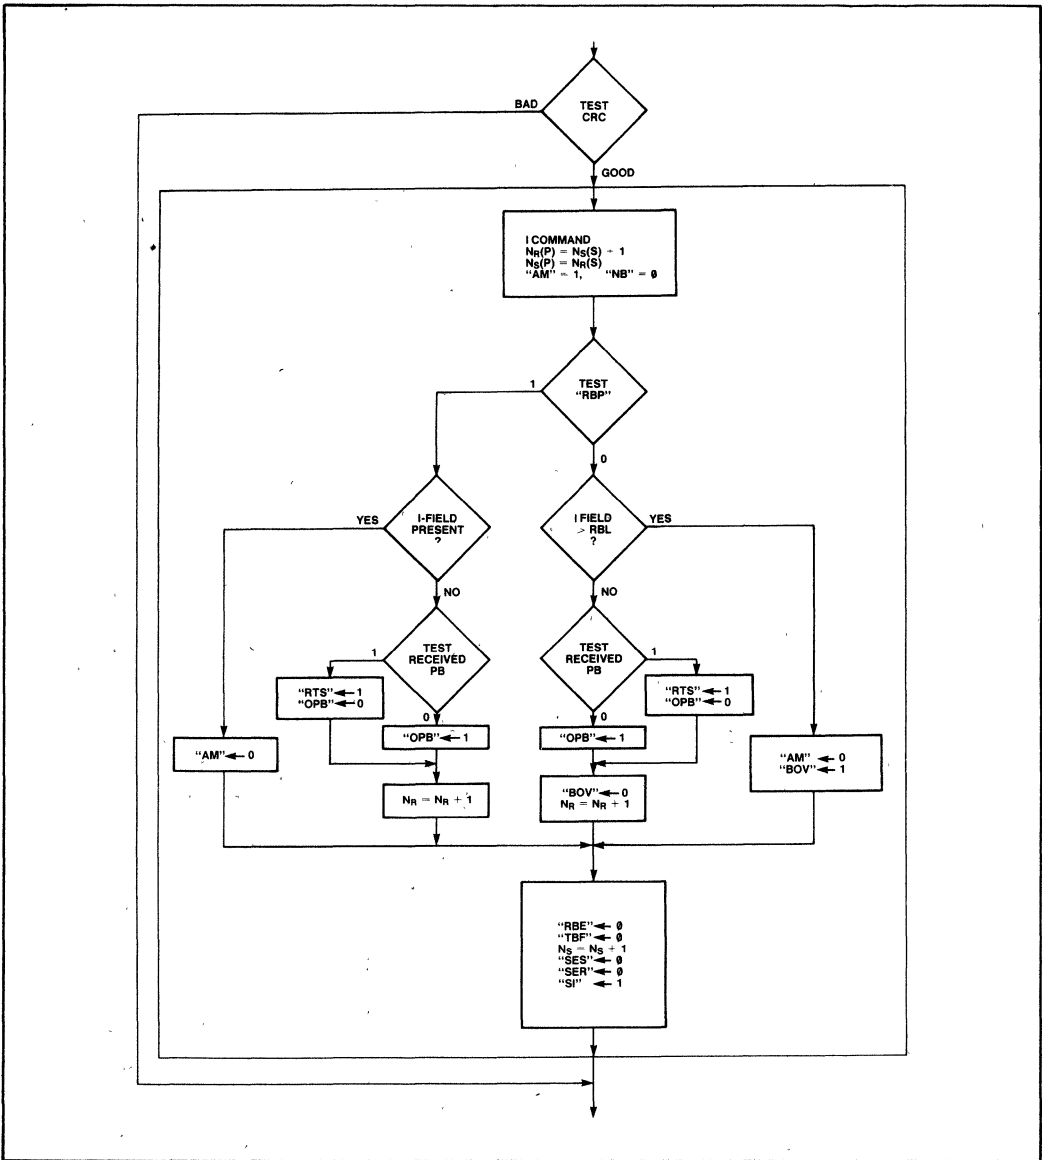 TEST
CRC
BAD
GOOD
I COMMAND
NR(P) = NS(S) + 1
NS(P) = NR(S)
"AM" = 1, "NB" = 0
TEST
"RBP"
1
0
I-FIELD
PRESENT
?
YES
NO
I FIELD
> RBL
?
YES
NO
TEST
RECEIVED
PB
1
0
TEST
RECEIVED
PB
1
0
"RTS" ← 1
"OPB" ← 0
"RTS" ← 1
"OPB" ← 0
"OPB" ← 1
"OPB" ← 1
"AM" ← 0
"AM" ← 0
"BOV" ← 1
NR = NR + 1
"BOV" ← 0
NR = NR + 1
"RBE" ← 0
"TBF" ← 0
NS = NS + 1
"SES" ← 0
"SER" ← 0
"SI" ← 1